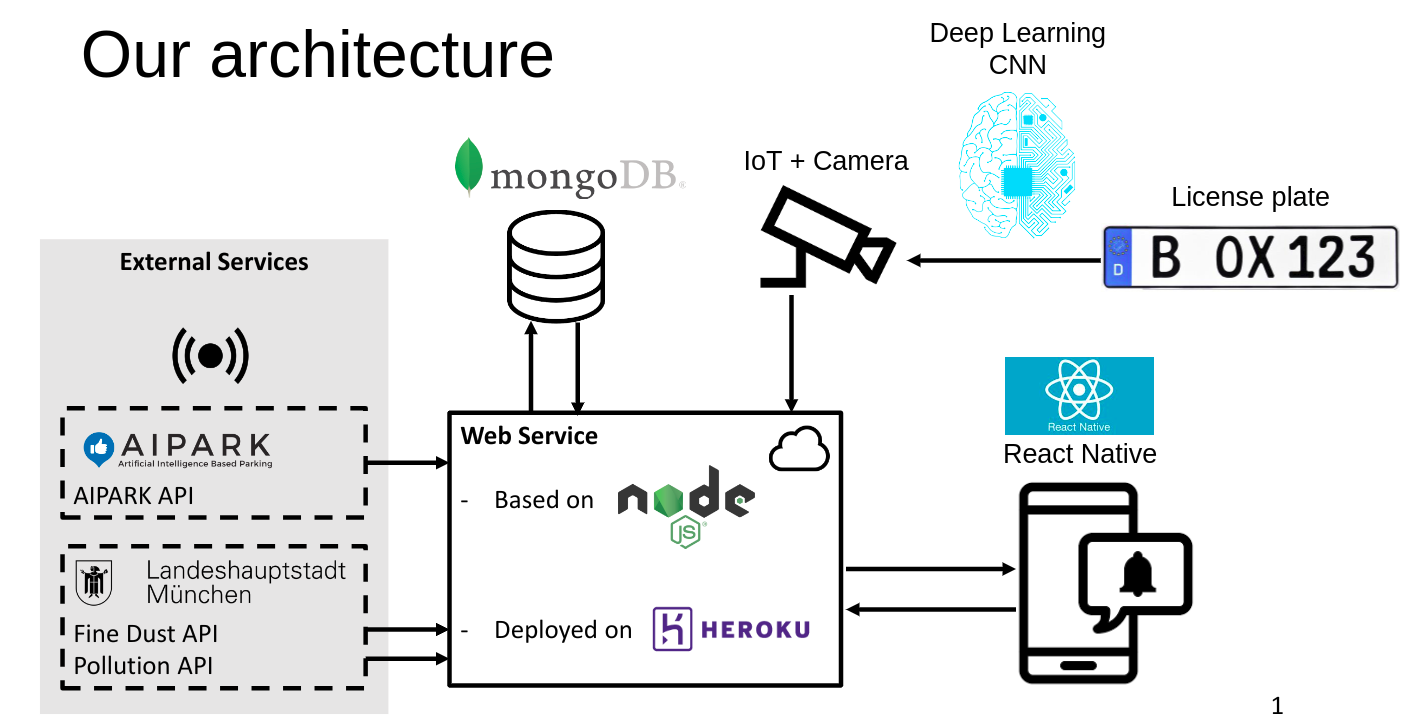 Our architecture
Deep Learning
CNN
mongoDB®
IoT + Camera
License plate
D
B OX 123
External Services
AIPARK
Artificial Intelligence Based Parking
AIPARK API
Landeshauptstadt
München
Fine Dust API
Pollution API
Web Service
- Based on node
JS®
- Deployed on HEROKU
React Native
React Native
1